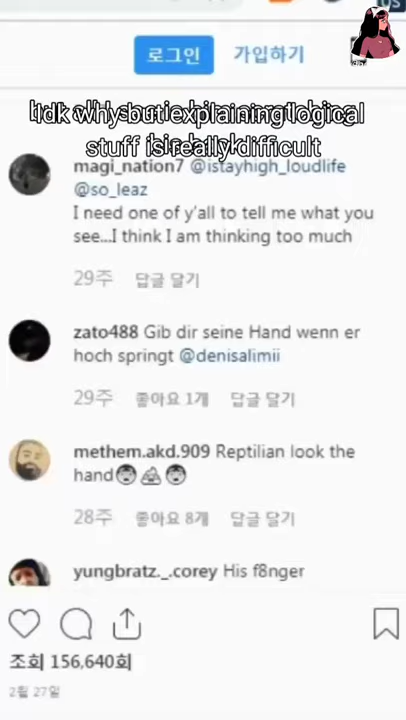 로그인 가입하기
Idk why but explaining logical
stuff is really difficult
magi_nation7 @istayhigh_loudlife
@so_leaz
I need one of y'all to tell me what you
see...I think I am thinking too much
29주 답글 달기
zato488 Gib dir seine Hand wenn er
hoch springt @denisalimii
29주 좋아요 1개 답글 달기
methem.akd.909 Reptilian look the
hand
28주 좋아요 8개 답글 달기
yungbratz._.corey His f8nger
조회 156,640회
2월 27일